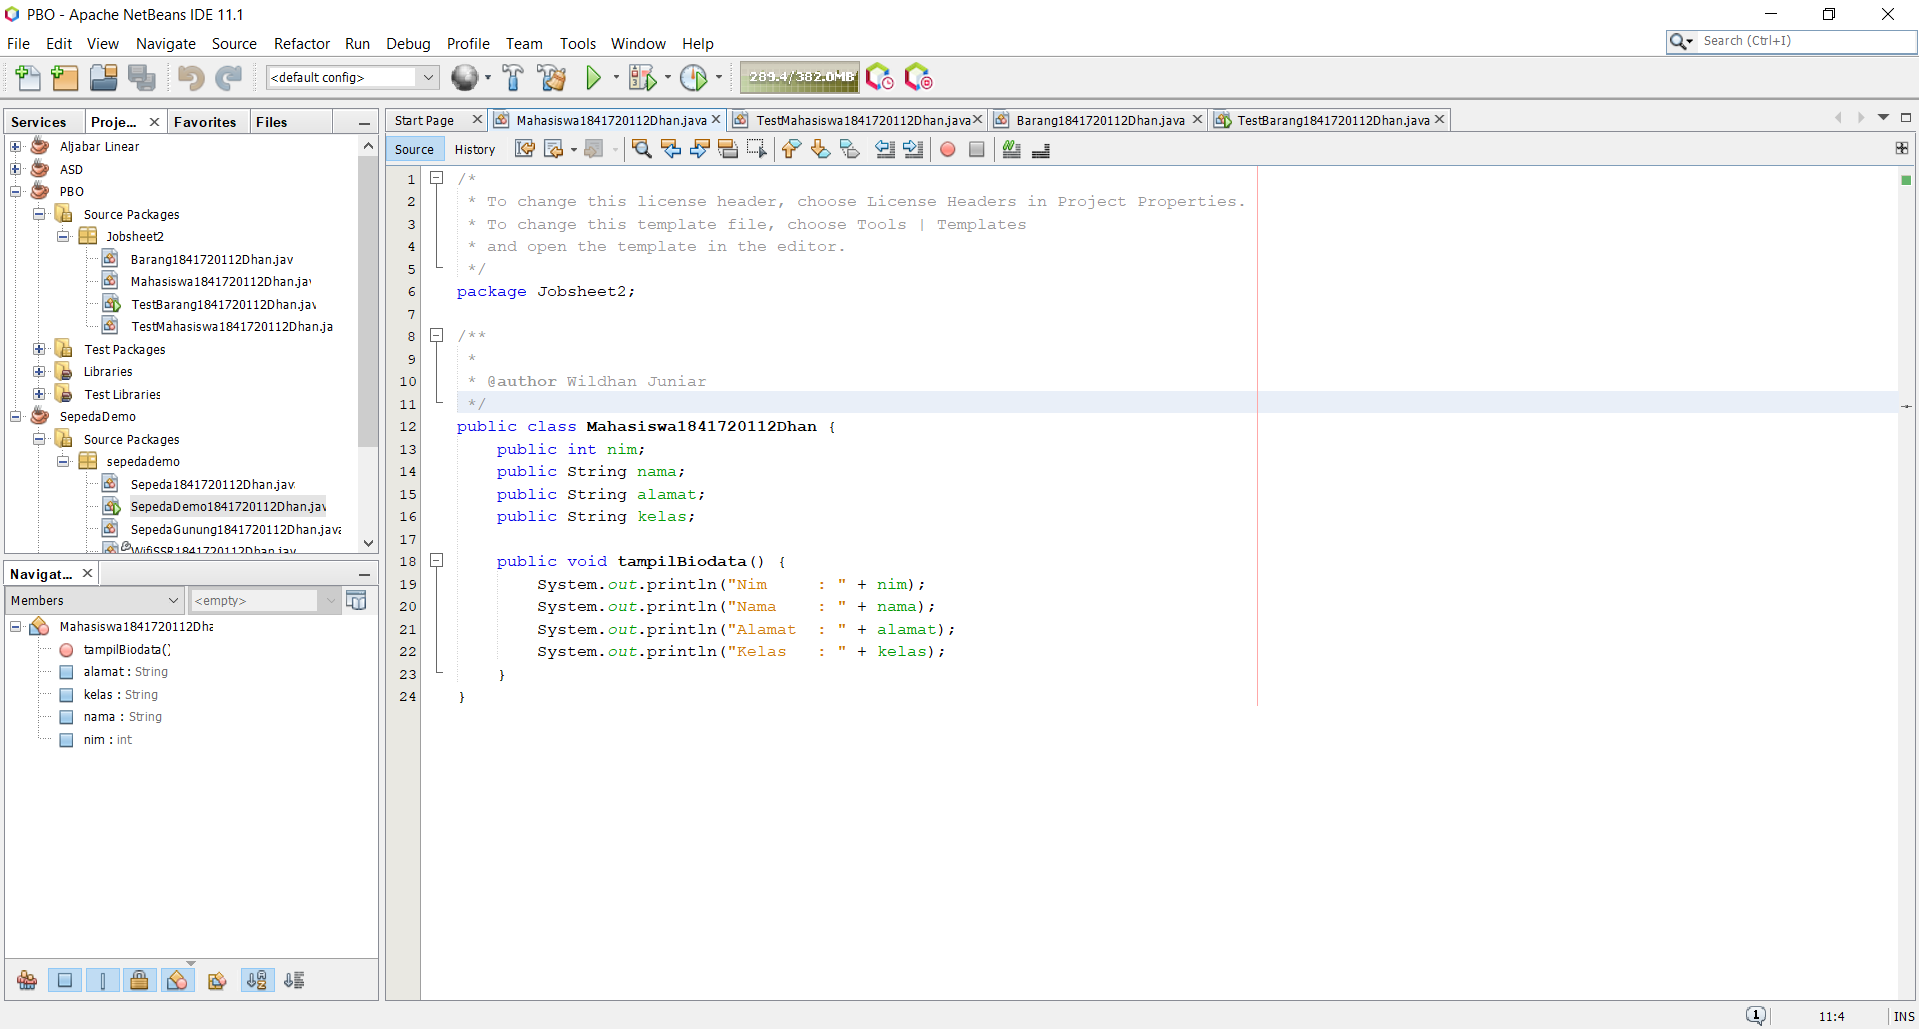 PBO - Apache NetBeans IDE 11.1
File Edit View Navigate Source Refactor Run Debug Profile Team Tools Window Help
Search (Ctrl+I)
<default config>
289.4/382.0MB
Services Proje... Favorites Files
Aljabar Linear
ASD
PBO
Source Packages
Jobsheet2
Barang1841720112Dhan.jav
Mahasiswa1841720112Dhan.jav
TestBarang1841720112Dhan.jav
TestMahasiswa1841720112Dhan.ja
Test Packages
Libraries
Test Libraries
SepedaDemo
Source Packages
sepedademo
Sepeda1841720112Dhan.jav
SepedaDemo1841720112Dhan.jav
SepedaGunung1841720112Dhan.java
WifiSSR1841720112Dhan.jav
Navigat...
Members
<empty>
Mahasiswa1841720112Dha
tampilBiodata()
alamat : String
kelas : String
nama : String
nim : int
Start Page Mahasiswa1841720112Dhan.java TestMahasiswa1841720112Dhan.java Barang1841720112Dhan.java TestBarang1841720112Dhan.java
Source History
1 /*
2 * To change this license header, choose License Headers in Project Properties.
3 * To change this template file, choose Tools | Templates
4 * and open the template in the editor.
5 */
6 package Jobsheet2;
7
8 /**
9 *
10 * @author Wildhan Juniar
11 */
12 public class Mahasiswa1841720112Dhan {
13 public int nim;
14 public String nama;
15 public String alamat;
16 public String kelas;
17
18 public void tampilBiodata() {
19 System.out.println("Nim     : " + nim);
20 System.out.println("Nama    : " + nama);
21 System.out.println("Alamat  : " + alamat);
22 System.out.println("Kelas   : " + kelas);
23 }
24 }
1
11:4 INS